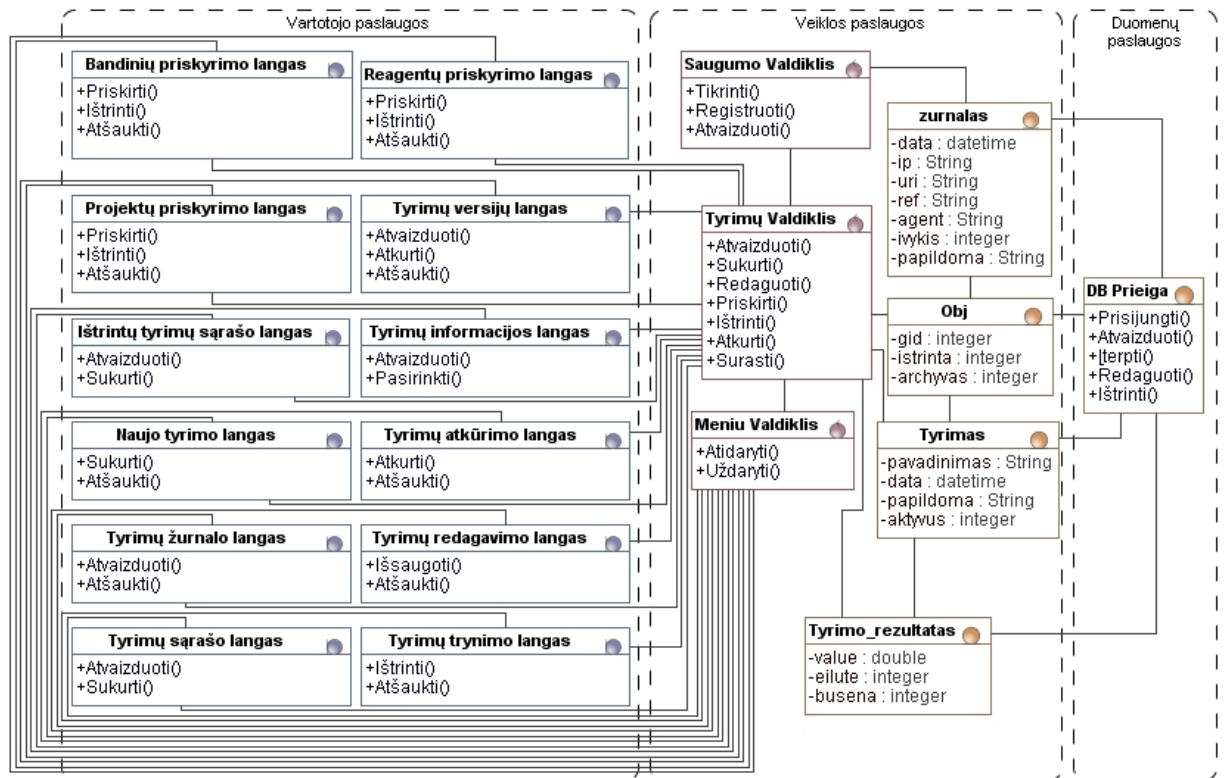 Vartotojo paslaugos
Bandinių priskyrimo langas
+Priskirti()
+Ištrinti()
+Atšaukti()
Reagentų priskyrimo langas
+Priskirti()
+Ištrinti()
+Atšaukti()
Projektų priskyrimo langas
+Priskirti()
+Ištrinti()
+Atšaukti()
Tyrimų versijų langas
+Atvaizduoti()
+Atkurti()
+Atšaukti()
Ištrintų tyrimų sąrašo langas
+Atvaizduoti()
+Sukurti()
Tyrimų informacijos langas
+Atvaizduoti()
+Pasirinkti()
Naujo tyrimo langas
+Sukurti()
+Atšaukti()
Tyrimų atkūrimo langas
+Atkurti()
+Atšaukti()
Tyrimų žurnalo langas
+Atvaizduoti()
+Atšaukti()
Tyrimų redagavimo langas
+Išsaugoti()
+Atšaukti()
Tyrimų sąrašo langas
+Atvaizduoti()
+Sukurti()
Tyrimų trynimo langas
+Ištrinti()
+Atšaukti()
Veiklos paslaugos
Saugumo Valdiklis
+Tikrinti()
+Registruoti()
+Atvaizduoti()
zurnalas
-data : datetime
-ip : String
-uri : String
-ref : String
-agent : String
-ivykis : integer
-papildoma : String
Tyrimų Valdiklis
+Atvaizduoti()
+Sukurti()
+Redaguoti()
+Priskirti()
+Ištrinti()
+Atkurti()
+Surasti()
Obj
-gid : integer
-istrinta : integer
-archyvas : integer
Meniu Valdiklis
+Atidaryti()
+Uždaryti()
Tyrimas
-pavadinimas : String
-data : datetime
-papildoma : String
-aktyvus : integer
Tyrimo_rezultatas
-value : double
-eilute : integer
-busena : integer
Duomenų
paslaugos
DB Prieiga
+Prisijungti()
+Atvaizduoti()
+Įterpti()
+Redaguoti()
+Ištrinti()